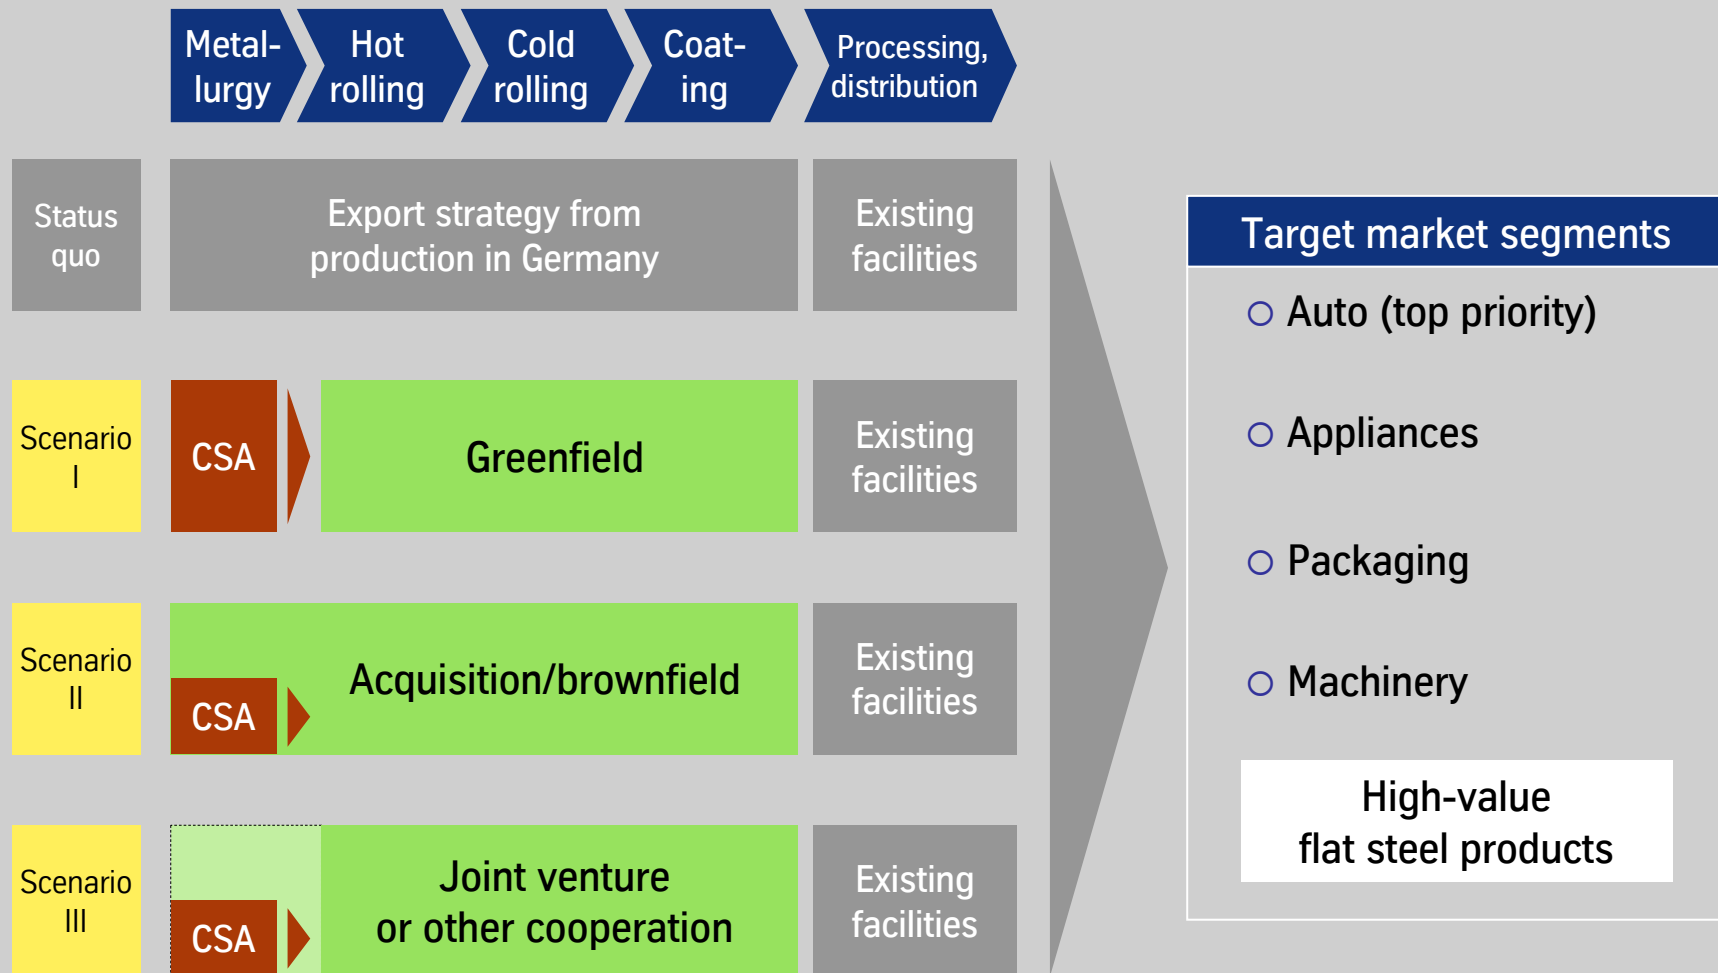 Metal-
lurgy
Hot
rolling
Cold
rolling
Coat-
ing
Processing,
distribution
Status
quo
Export strategy from
production in Germany
Existing
facilities
Scenario
I
CSA
Greenfield
Existing
facilities
Scenario
II
CSA
Acquisition/brownfield
Existing
facilities
Scenario
III
CSA
Joint venture
or other cooperation
Existing
facilities
Target market segments
Auto (top priority)
Appliances
Packaging
Machinery
High-value
flat steel products